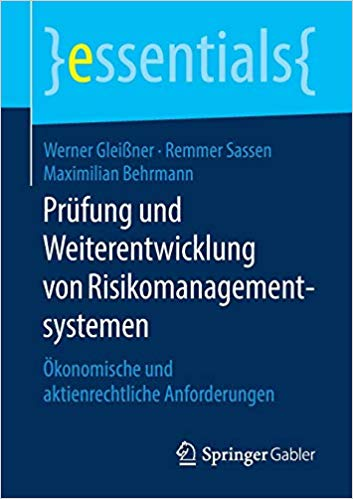 }essentials{
Werner Gleißner · Remmer Sassen
Maximilian Behrmann
Prüfung und
Weiterentwicklung
von Risikomanagement-
systemen
Ökonomische und
aktienrechtliche Anforderungen
Springer Gabler